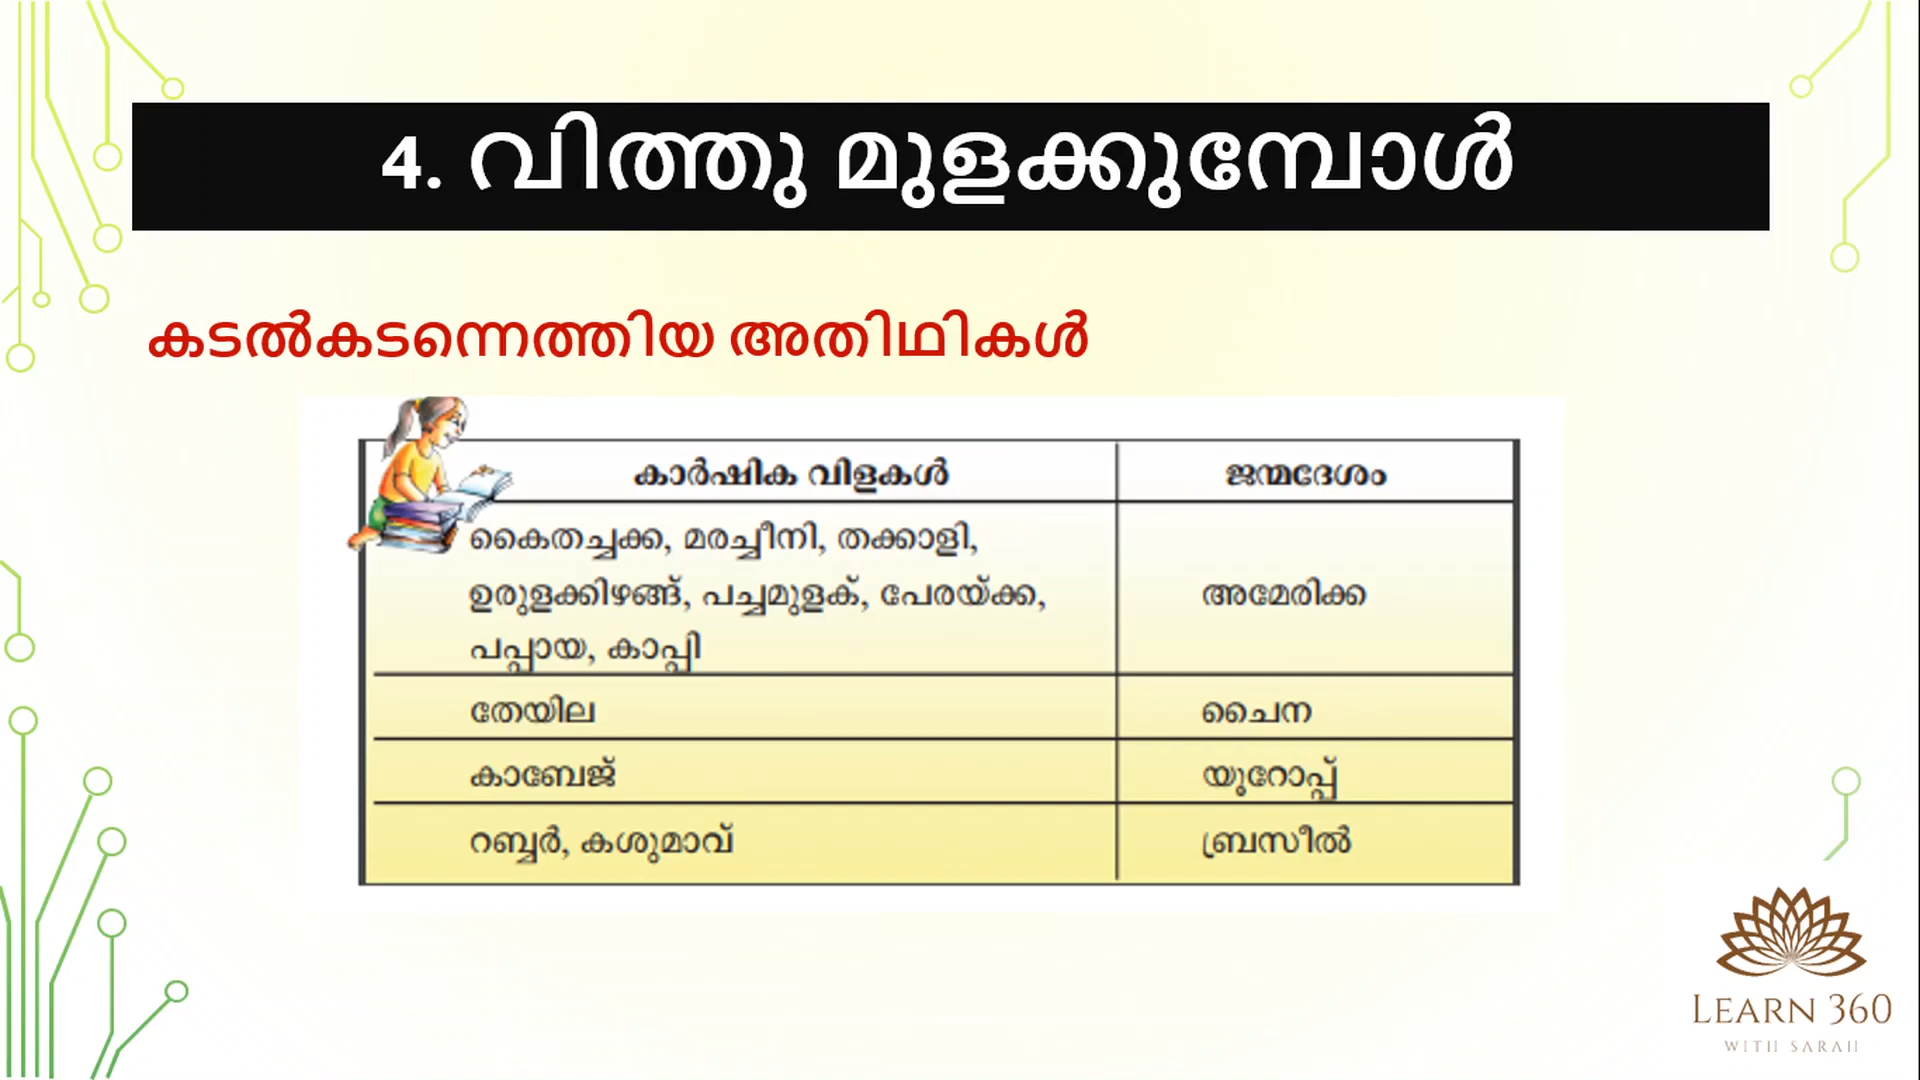 4. വിത്തു മുളക്കുമ്പോൾ
കടൽകടന്നെത്തിയ അതിഥികൾ
കാർഷിക വിളകൾ ജന്മദേശം
കൈതച്ചക്ക, മരച്ചീനി, തക്കാളി,
ഉരുളക്കിഴങ്ങ്, പച്ചമുളക്, പേരയ്ക്ക, അമേരിക്ക
പപ്പായ, കാപ്പി
തേയില ചൈന
കാബേജ് യൂറോപ്പ്
റബ്ബർ, കശുമാവ് ബ്രസീൽ
LEARN 360
WITH SARAH